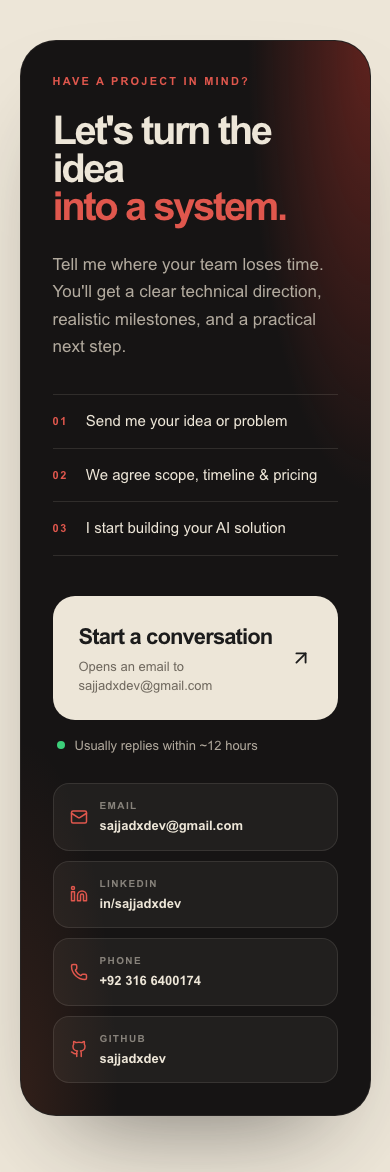 HAVE A PROJECT IN MIND?
Let's turn the
idea
into a system.
Tell me where your team loses time.
You'll get a clear technical direction,
realistic milestones, and a practical
next step.
01 Send me your idea or problem
02 We agree scope, timeline & pricing
03 I start building your AI solution
Start a conversation
Opens an email to
sajjadxdev@gmail.com
Usually replies within ~12 hours
EMAIL
sajjadxdev@gmail.com
LINKEDIN
in/sajjadxdev
PHONE
+92 316 6400174
GITHUB
sajjadxdev